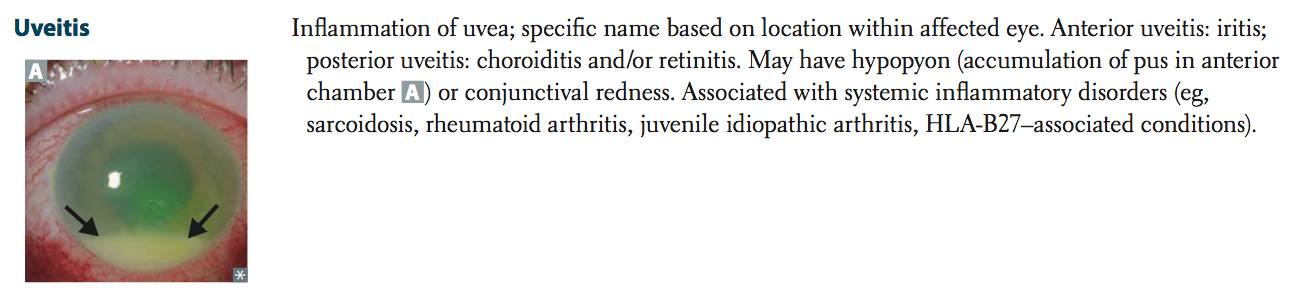 Uveitis
A
Inflammation of uvea; specific name based on location within affected eye. Anterior uveitis: iritis;
posterior uveitis: choroiditis and/or retinitis. May have hypopyon (accumulation of pus in anterior
chamber A) or conjunctival redness. Associated with systemic inflammatory disorders (eg,
sarcoidosis, rheumatoid arthritis, juvenile idiopathic arthritis, HLA-B27–associated conditions).
*